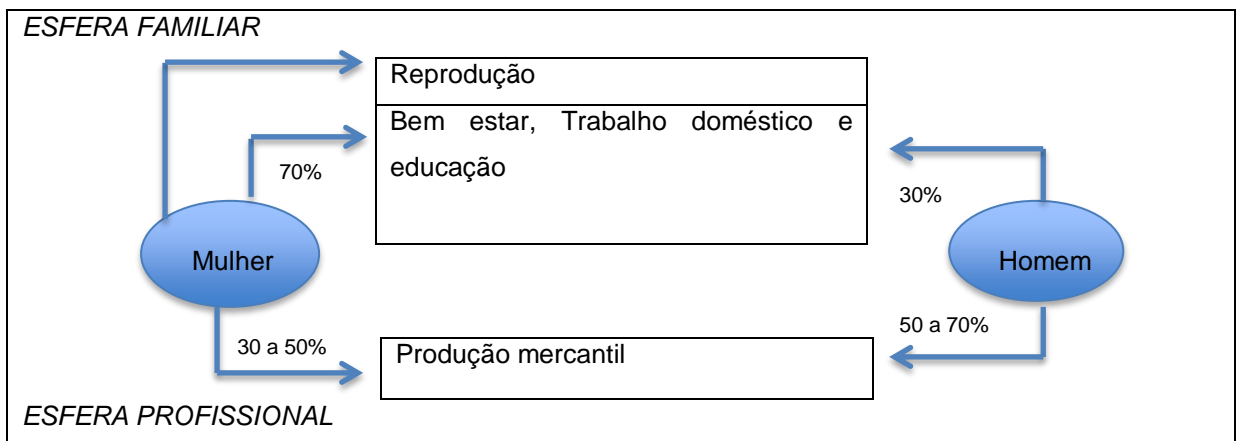 ESFERA FAMILIAR
Reprodução
Bem estar, Trabalho doméstico e
educação
70%
30%
Mulher
Homem
50 a 70%
30 a 50%
Produção mercantil
ESFERA PROFISSIONAL